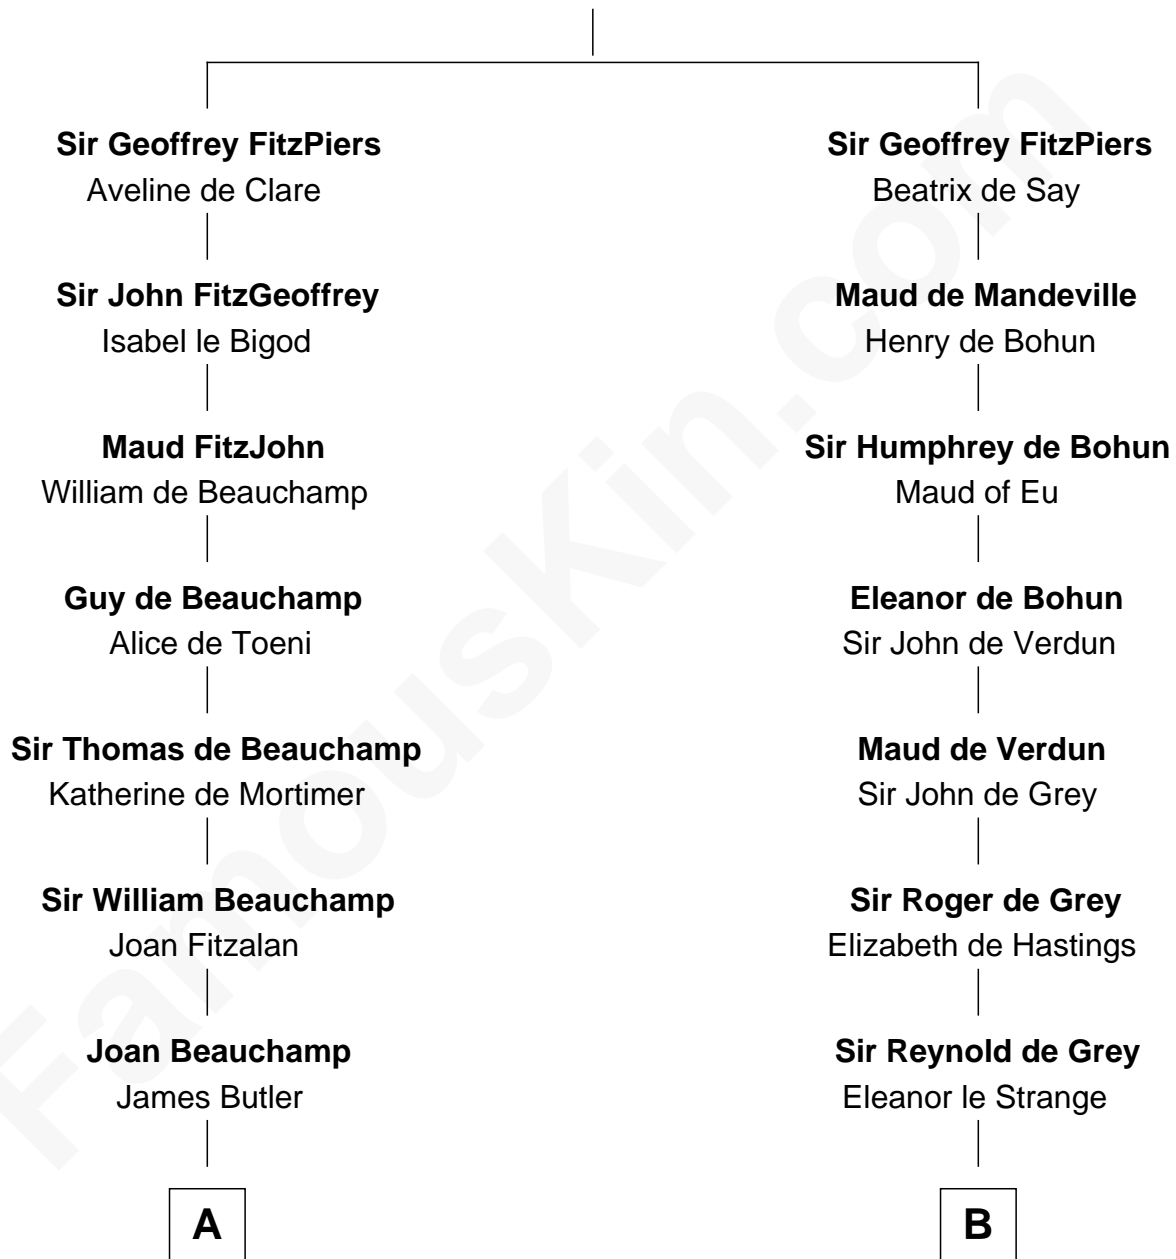 Sir Geoffrey FitzPiers
Aveline de Clare
Sir John FitzGeoffrey
Isabel le Bigod
Maud FitzJohn
William de Beauchamp
Guy de Beauchamp
Alice de Toeni
Sir Thomas de Beauchamp
Katherine de Mortimer
Sir William Beauchamp
Joan Fitzalan
Joan Beauchamp
James Butler
A
Sir Geoffrey FitzPiers
Beatrix de Say
Maud de Mandeville
Henry de Bohun
Sir Humphrey de Bohun
Maud of Eu
Eleanor de Bohun
Sir John de Verdun
Maud de Verdun
Sir John de Grey
Sir Roger de Grey
Elizabeth de Hastings
Sir Reynold de Grey
Eleanor le Strange
B
FamousKin.com